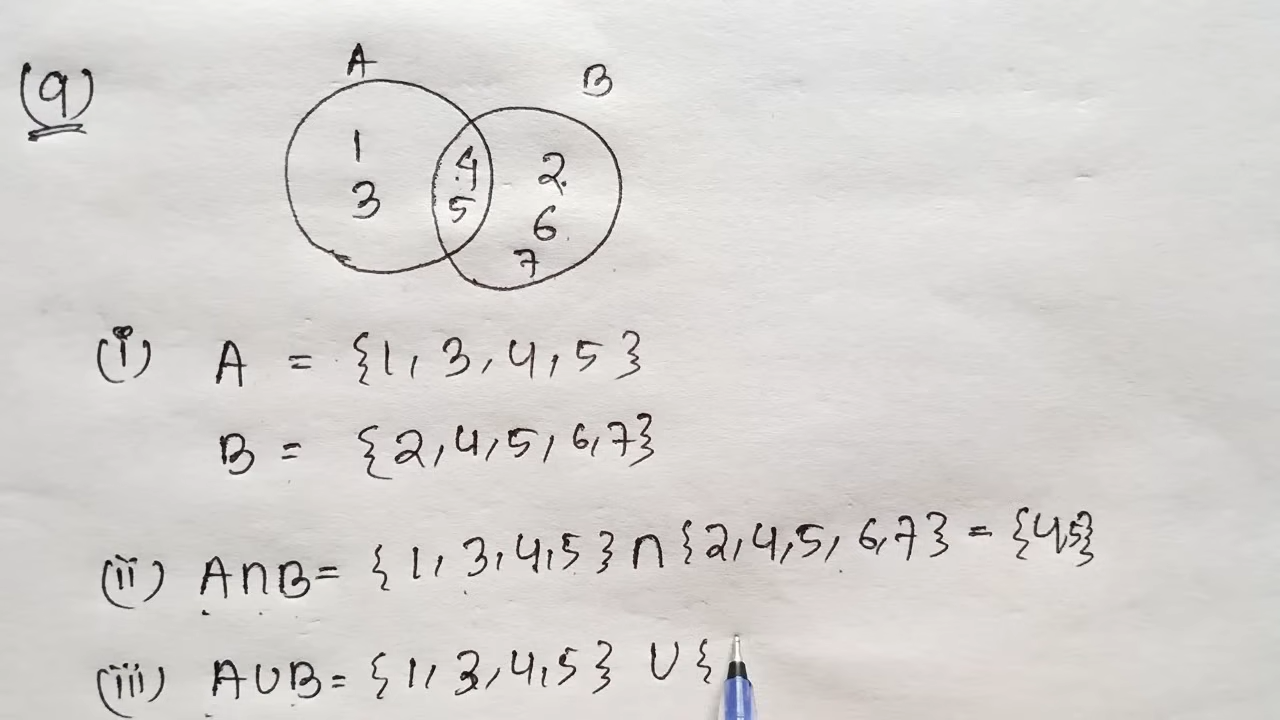 (9)
A
B
1
3
4
5
2
6
7
(i) A = {1, 3, 4, 5}
B = {2, 4, 5, 6, 7}
(ii) A∩B = {1, 3, 4, 5} ∩ {2, 4, 5, 6, 7} = {4, 5}
(iii) A∪B = {1, 3, 4, 5} ∪ {